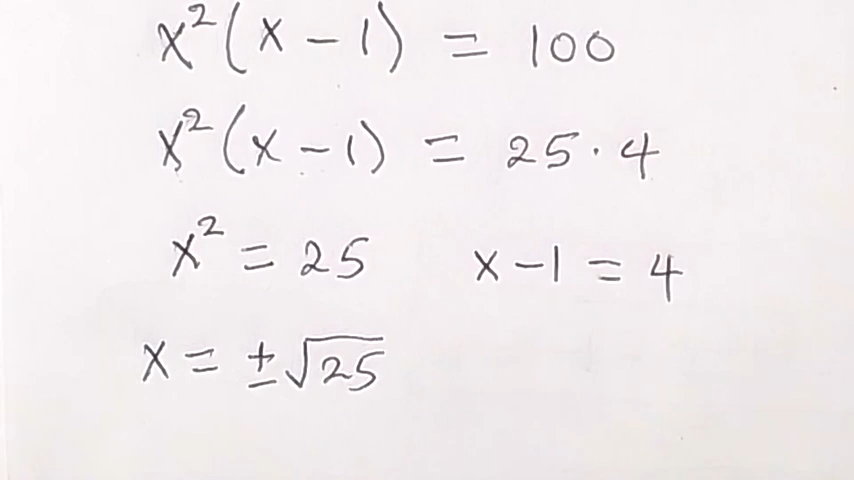 x²(x − 1) = 100
x²(x − 1) = 25 · 4
x² = 25 x − 1 = 4
x = ±√25